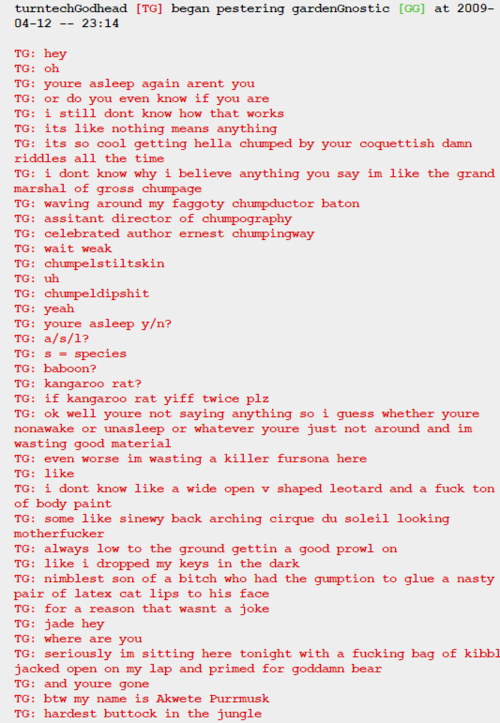 turntechGodhead [TG] began pestering gardenGnostic [GG] at 2009-
04-12 -- 23:14
TG: hey
TG: oh
TG: youre asleep again arent you
TG: or do you even know if you are
TG: i still dont know how that works
TG: its like nothing means anything
TG: its so cool getting hella chumped by your coquettish damn
riddles all the time
TG: i dont know why i believe anything you say im like the grand
marshal of gross chumpage
TG: waving around my faggoty chumpductor baton
TG: assitant director of chumpography
TG: celebrated author ernest chumpingway
TG: wait weak
TG: chumpelstiltskin
TG: uh
TG: chumpeldipshit
TG: yeah
TG: youre asleep y/n?
TG: a/s/l?
TG: s = species
TG: baboon?
TG: kangaroo rat?
TG: if kangaroo rat yiff twice plz
TG: ok well youre not saying anything so i guess whether youre
nonawake or unasleep or whatever youre just not around and im
wasting good material
TG: even worse im wasting a killer fursona here
TG: like
TG: i dont know like a wide open v shaped leotard and a fuck ton
of body paint
TG: some like sinewy back arching cirque du soleil looking
motherfucker
TG: always low to the ground gettin a good prowl on
TG: like i dropped my keys in the dark
TG: nimblest son of a bitch who had the gumption to glue a nasty
pair of latex cat lips to his face
TG: for a reason that wasnt a joke
TG: jade hey
TG: where are you
TG: seriously im sitting here tonight with a fucking bag of kibbl
jacked open on my lap and primed for goddamn bear
TG: and youre gone
TG: btw my name is Akwete Purrmusk
TG: hardest buttock in the jungle